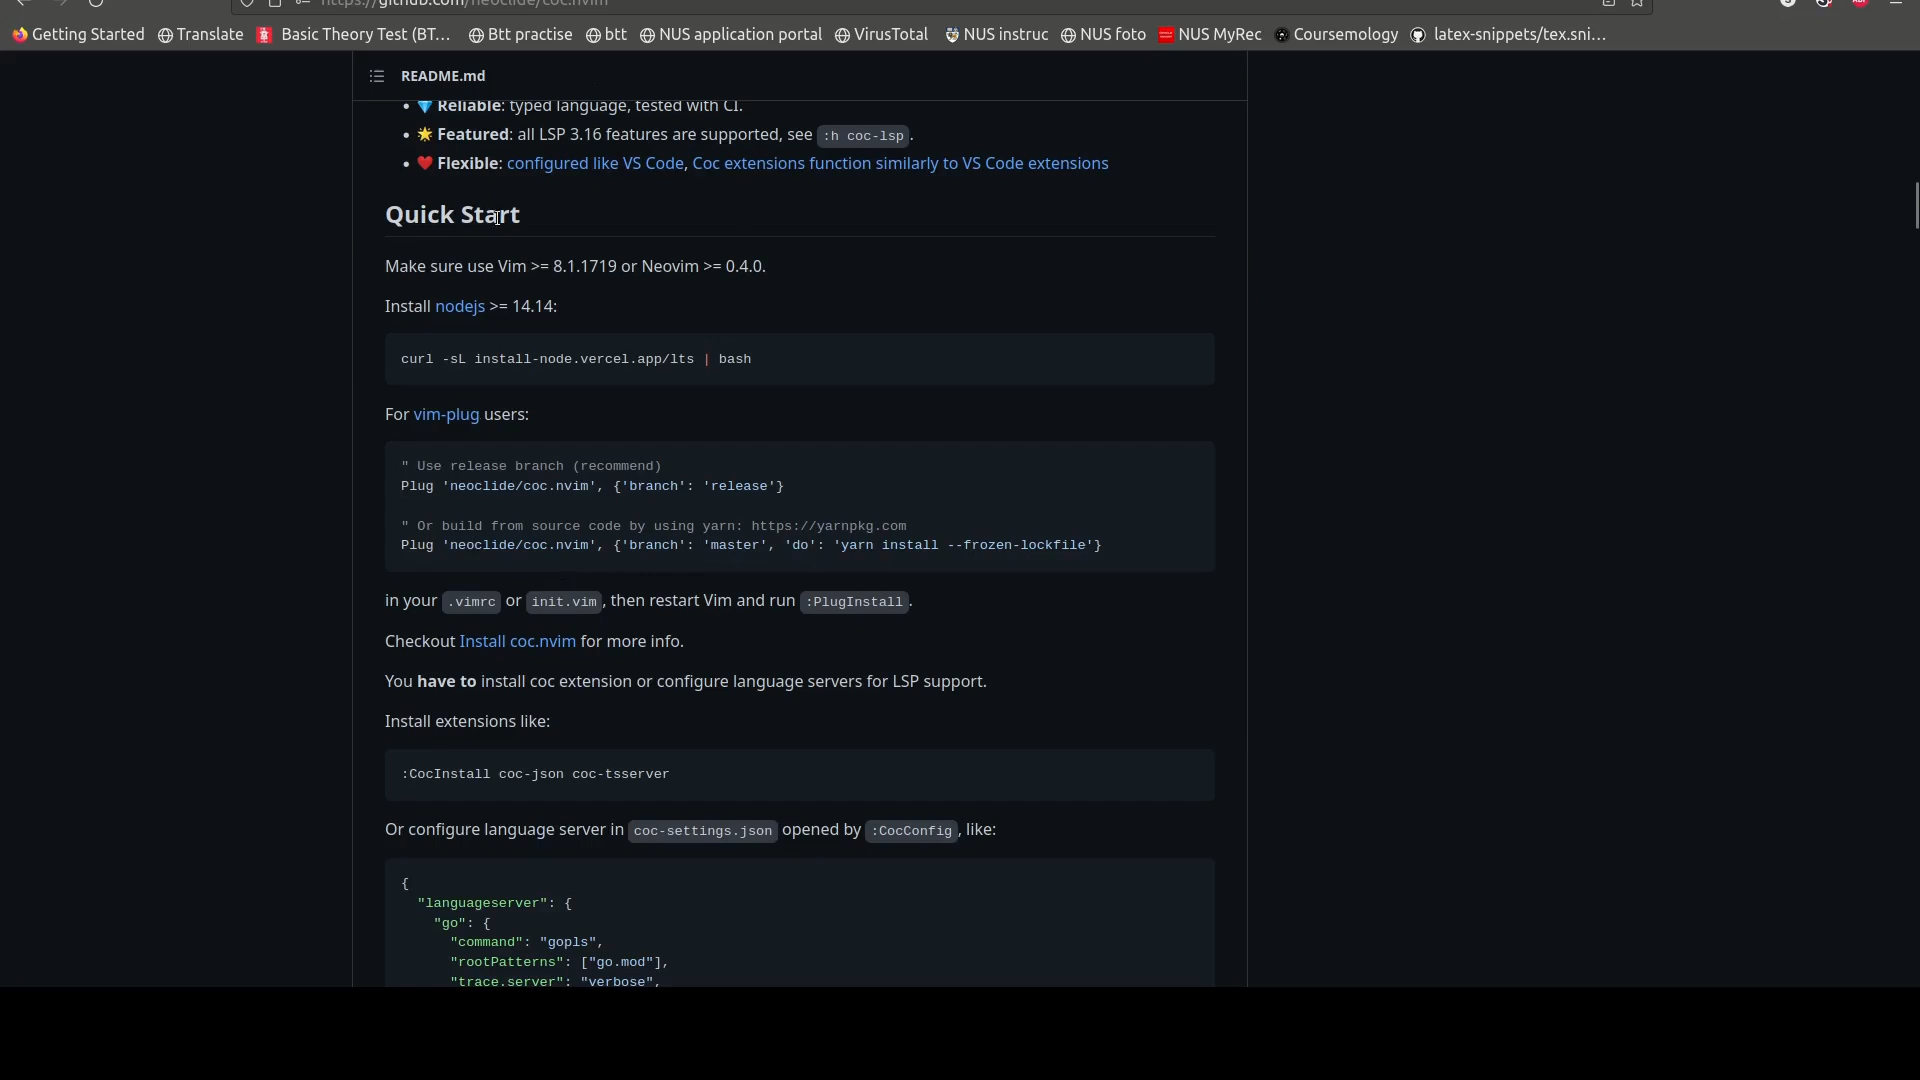 https://github.com/neoclide/coc.nvim
Getting Started Translate Basic Theory Test (BT... Btt practise btt NUS application portal VirusTotal NUS instruc NUS foto NUS MyRec Coursemology latex-snippets/tex.sni...
README.md
Reliable: typed language, tested with CI.
Featured: all LSP 3.16 features are supported, see :h coc-lsp.
Flexible: configured like VS Code, Coc extensions function similarly to VS Code extensions
Quick Start
Make sure use Vim >= 8.1.1719 or Neovim >= 0.4.0.
Install nodejs >= 14.14:
curl -sL install-node.vercel.app/lts | bash
For vim-plug users:
" Use release branch (recommend)
Plug 'neoclide/coc.nvim', {'branch': 'release'}
" Or build from source code by using yarn: https://yarnpkg.com
Plug 'neoclide/coc.nvim', {'branch': 'master', 'do': 'yarn install --frozen-lockfile'}
in your .vimrc or init.vim, then restart Vim and run :PlugInstall.
Checkout Install coc.nvim for more info.
You have to install coc extension or configure language servers for LSP support.
Install extensions like:
:CocInstall coc-json coc-tsserver
Or configure language server in coc-settings.json opened by :CocConfig, like:
{
"languageserver": {
"go": {
"command": "gopls",
"rootPatterns": ["go.mod"],
"trace.server": "verbose",